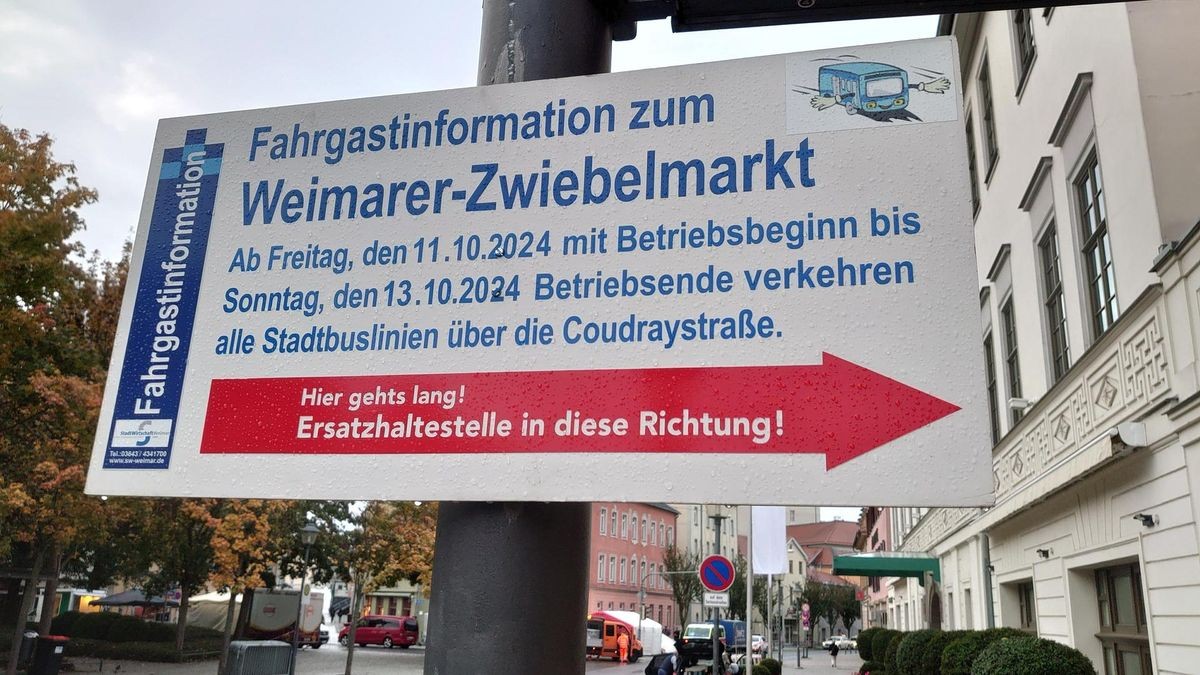 Fahrgastinformation zum
Weimarer-Zwiebelmarkt
Ab Freitag, den 11.10.2024 mit Betriebsbeginn bis
Sonntag, den 13.10.2024 Betriebsende verkehren
alle Stadtbuslinien über die Coudraystraße.
Hier gehts lang!
Ersatzhaltestelle in diese Richtung!
Fahrgastinformation
StadtWirtschaftWeimar
Tel.:03643 / 4341700
www.sw-weimar.de